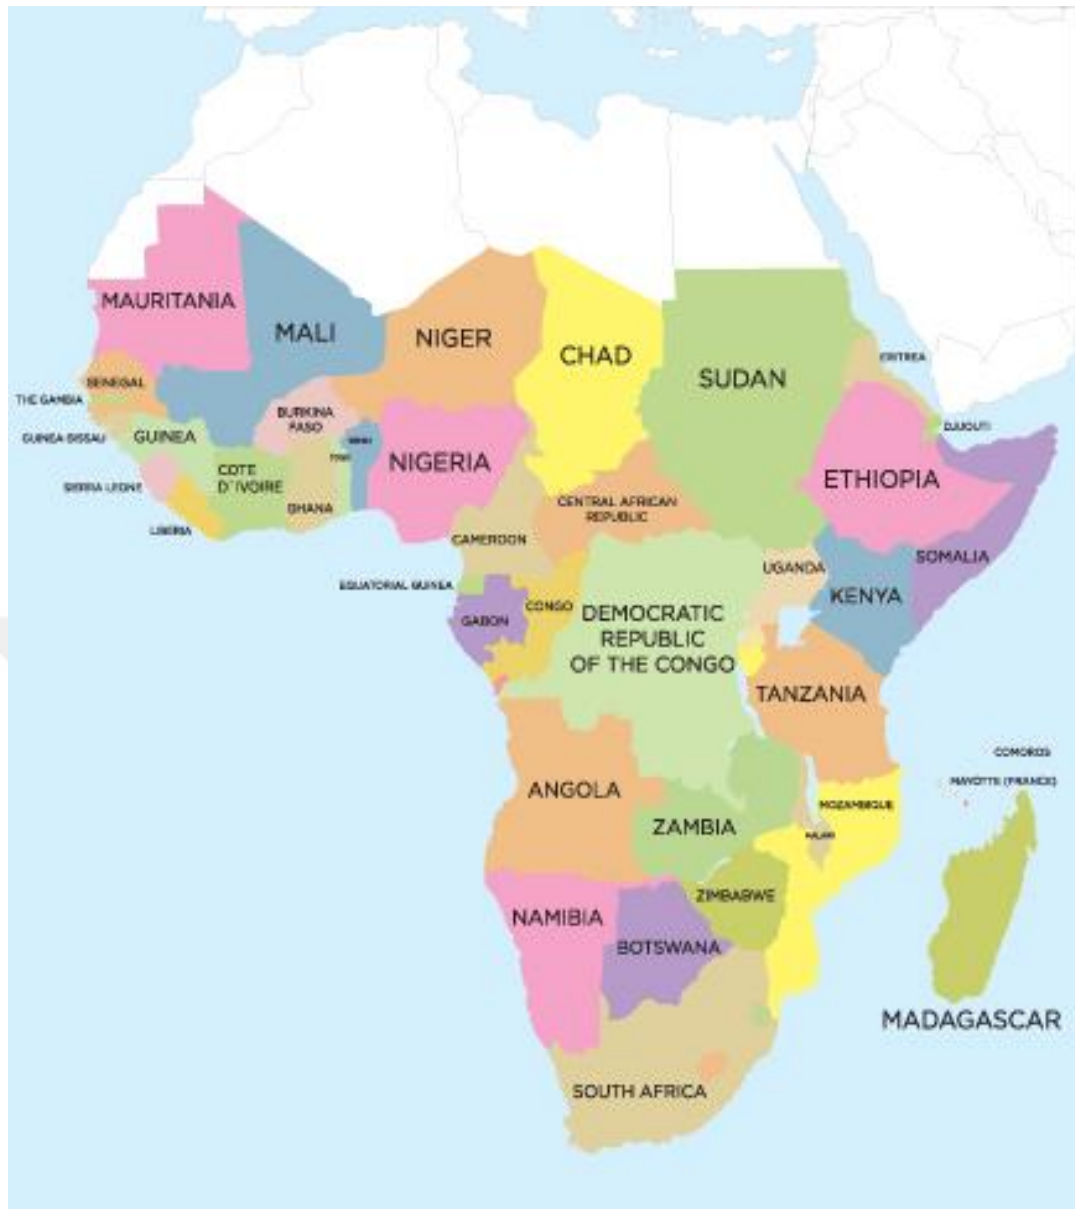 MAURITANIA
MALI
NIGER
CHAD
SUDAN
ERITREA
SENEGAL
THE GAMBIA
BURKINA
FASO
GUINEA-BISSAU
GUINEA
NIGERIA
ETHIOPIA
COTE
D'IVOIRE
SIERRA LEONE
GHANA
CENTRAL AFRICAN
REPUBLIC
LIBERIA
CAMEROON
SOMALIA
UGANDA
EQUATORIAL GUINEA
KENYA
GABON
CONGO
DEMOCRATIC
REPUBLIC
OF THE CONGO
TANZANIA
COMOROS
MAYOTTE (FRANCE)
ANGOLA
MOZAMBIQUE
ZAMBIA
MALAWI
ZIMBABWE
NAMIBIA
BOTSWANA
MADAGASCAR
SOUTH AFRICA